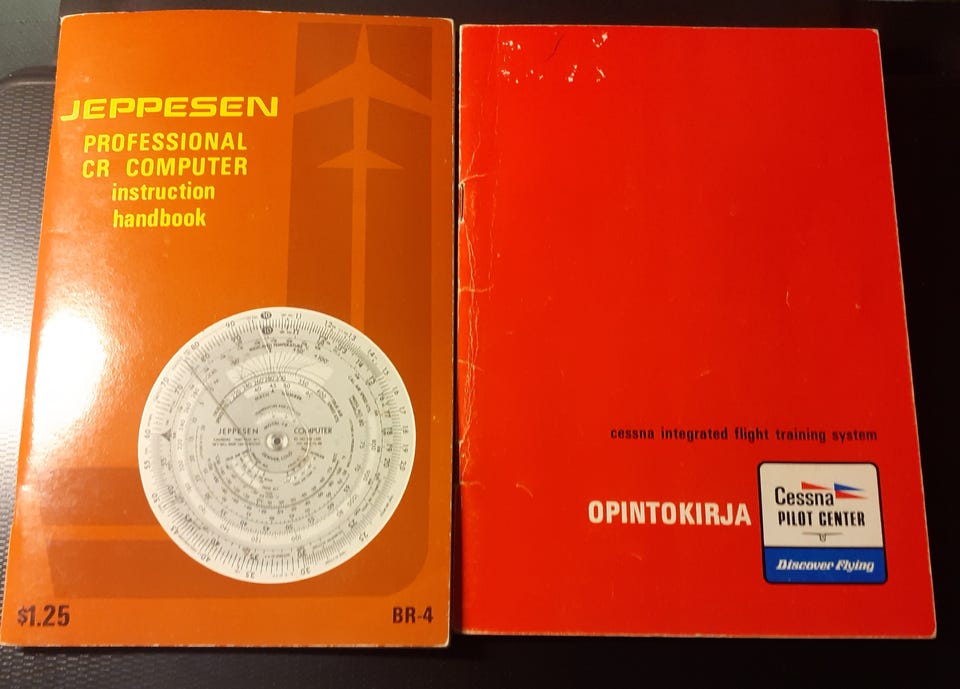 JEPPESEN
PROFESSIONAL
CR COMPUTER
instruction
handbook
JEPPESEN COMPUTER
$1.25
BR-4
cessna integrated flight training system
OPINTOKIRJA
Cessna
PILOT CENTER
Discover Flying